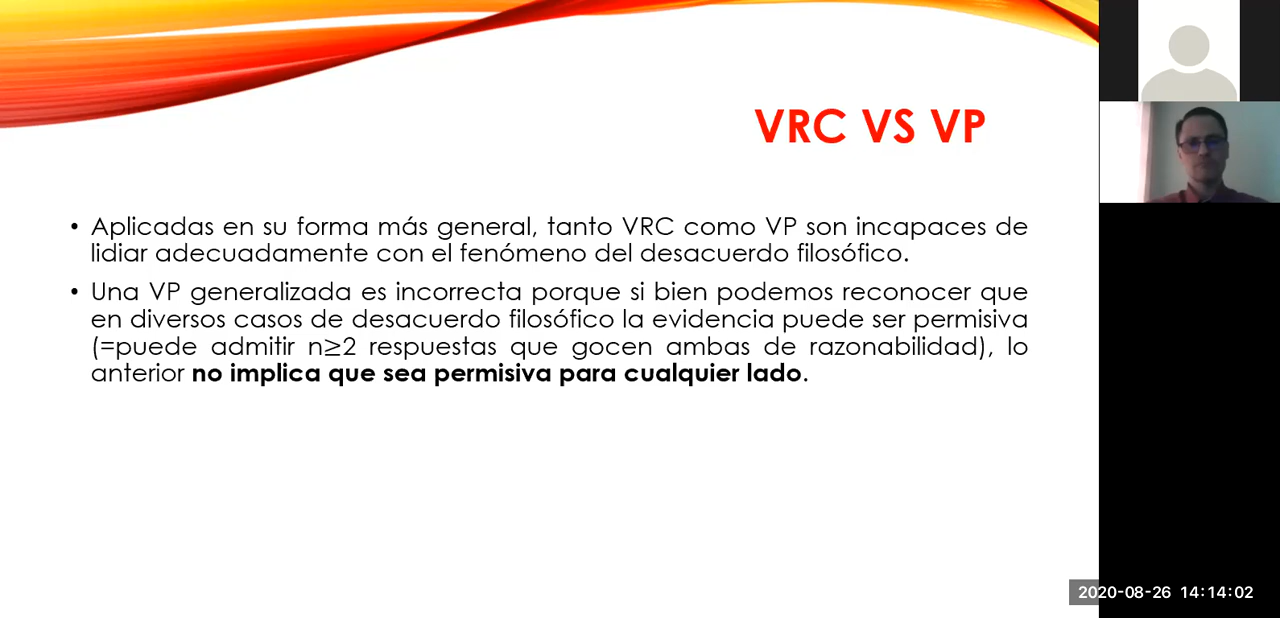 VRC VS VP
• Aplicadas en su forma más general, tanto VRC como VP son incapaces de
lidiar adecuadamente con el fenómeno del desacuerdo filosófico.
• Una VP generalizada es incorrecta porque si bien podemos reconocer que
en diversos casos de desacuerdo filosófico la evidencia puede ser permisiva
(=puede admitir n≥2 respuestas que gocen ambas de razonabilidad), lo
anterior no implica que sea permisiva para cualquier lado.
2020-08-26 14:14:02